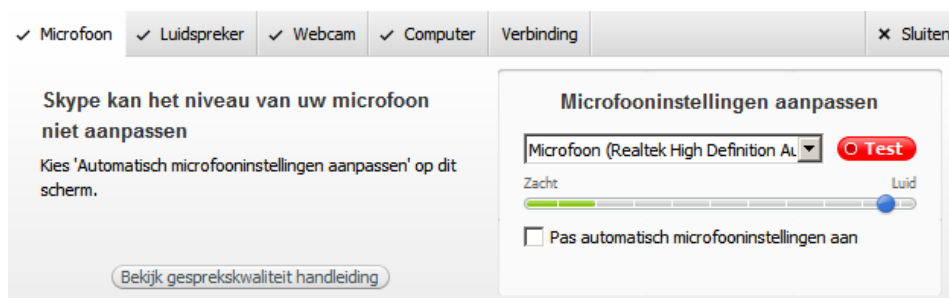 Microfoon
Luidspreker
Webcam
Computer
Verbinding
Sluiten
Skype kan het niveau van uw microfoon
niet aanpassen
Kies 'Automatisch microfooninstellingen aanpassen' op dit
scherm.
Bekijk gesprekskwaliteit handleiding
Microfooninstellingen aanpassen
Microfoon (Realtek High Definition Au
Test
Zacht
Luid
Pas automatisch microfooninstellingen aan